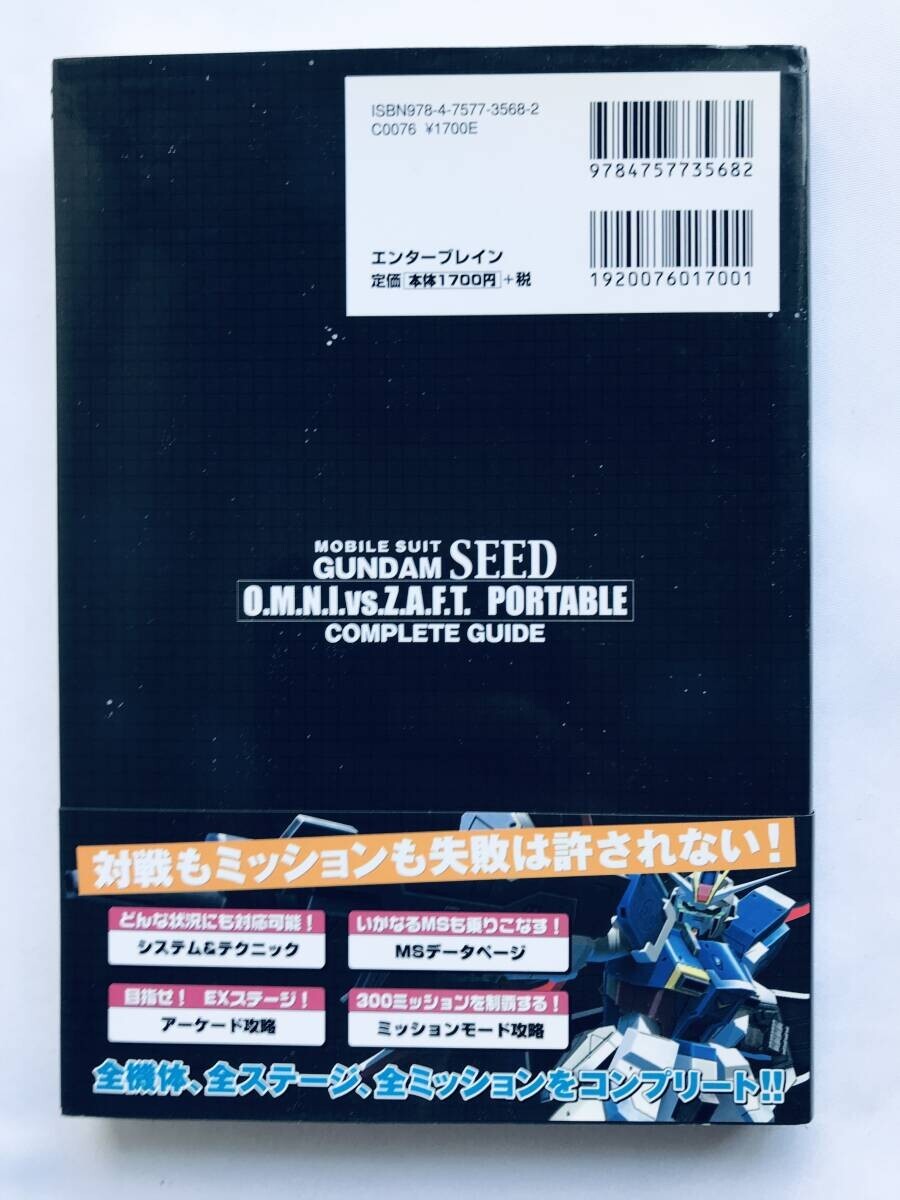 ISBN978-4-7577-3568-2
C0076 ¥1700E
9784757735682
エンターブレイン
定価 本体1700円 +税
1920076017001
MOBILE SUIT
GUNDAM SEED
O.M.N.I.vs.Z.A.F.T. PORTABLE
COMPLETE GUIDE
対戦もミッションも失敗は許されない!
どんな状況にも対応可能!
システム&テクニック
いかなるMSも乗りこなす!
MSデータページ
目指せ! EXステージ!
アーケード攻略
300ミッションを制覇する!
ミッションモード攻略
全機体、全ステージ、全ミッションをコンプリート!!